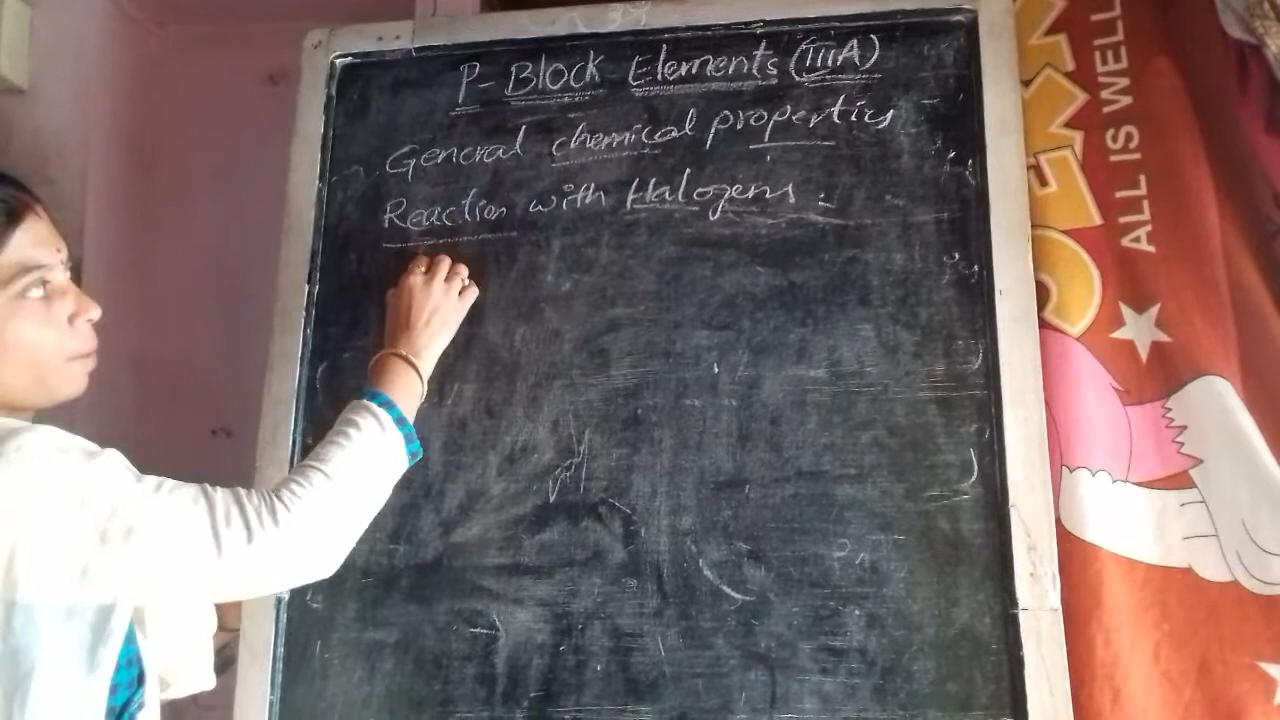 P-Block Elements (IIIA)
General chemical properties
Reaction with Halogens.
ALL IS WELL